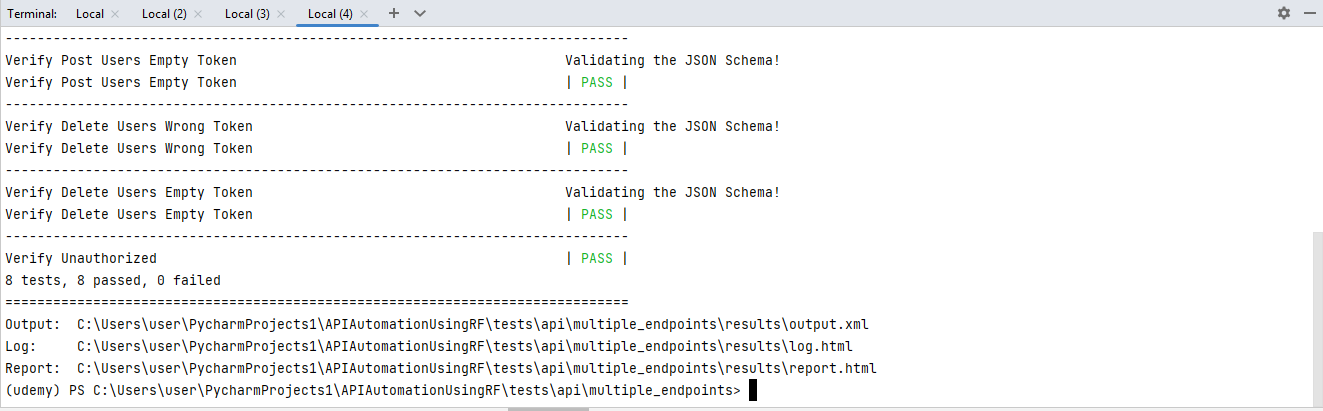 Terminal: Local × Local (2) × Local (3) × Local (4) × +
------------------------------------------------------------------------------
Verify Post Users Empty Token                                         Validating the JSON Schema!
Verify Post Users Empty Token                                         | PASS |
------------------------------------------------------------------------------
Verify Delete Users Wrong Token                                       Validating the JSON Schema!
Verify Delete Users Wrong Token                                       | PASS |
------------------------------------------------------------------------------
Verify Delete Users Empty Token                                       Validating the JSON Schema!
Verify Delete Users Empty Token                                       | PASS |
------------------------------------------------------------------------------
Verify Unauthorized                                                   | PASS |
8 tests, 8 passed, 0 failed
==============================================================================
Output:  C:\Users\user\PycharmProjects1\APIAutomationUsingRF\tests\api\multiple_endpoints\results\output.xml
Log:     C:\Users\user\PycharmProjects1\APIAutomationUsingRF\tests\api\multiple_endpoints\results\log.html
Report:  C:\Users\user\PycharmProjects1\APIAutomationUsingRF\tests\api\multiple_endpoints\results\report.html
(udemy) PS C:\Users\user\PycharmProjects1\APIAutomationUsingRF\tests\api\multiple_endpoints>